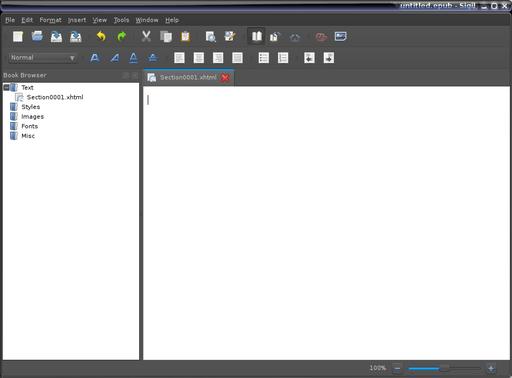 untitled.epub - Sigil
File Edit Format Insert View Tools Window Help
Normal
Book Browser
Section0001.xhtml
Text
Section0001.xhtml
Styles
Images
Fonts
Misc
100%